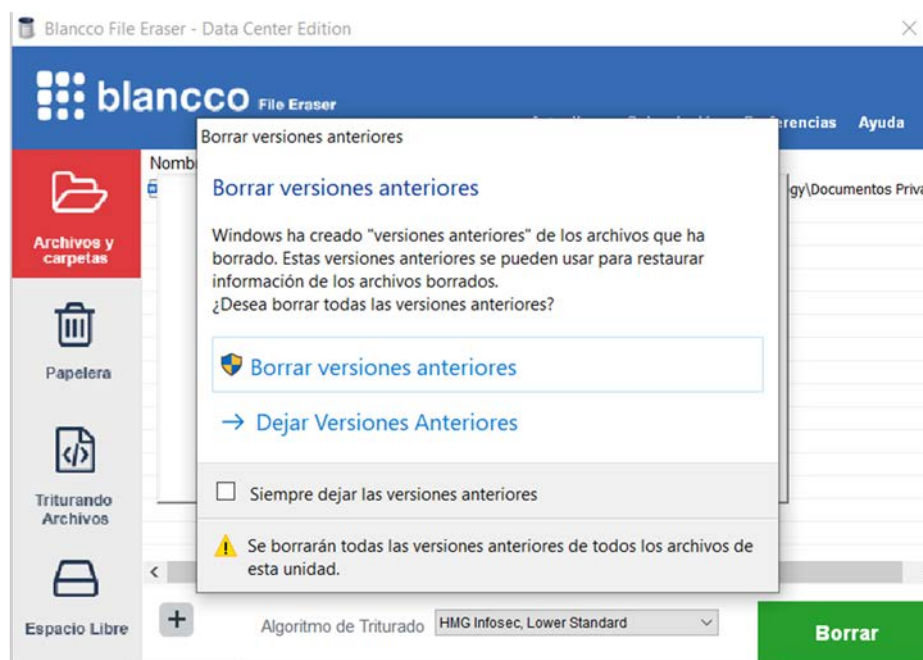 Blancco File Eraser - Data Center Edition
blancco File Eraser
erencias Ayuda
Borrar versiones anteriores
Nomb
gy\Documentos Priva
Borrar versiones anteriores
Windows ha creado "versiones anteriores" de los archivos que ha
borrado. Estas versiones anteriores se pueden usar para restaurar
información de los archivos borrados.
¿Desea borrar todas las versiones anteriores?
Borrar versiones anteriores
Dejar Versiones Anteriores
Siempre dejar las versiones anteriores
Se borrarán todas las versiones anteriores de todos los archivos de
esta unidad.
Archivos y
carpetas
Papelera
Triturando
Archivos
Espacio Libre
Algoritmo de Triturado HMG Infosec, Lower Standard
Borrar